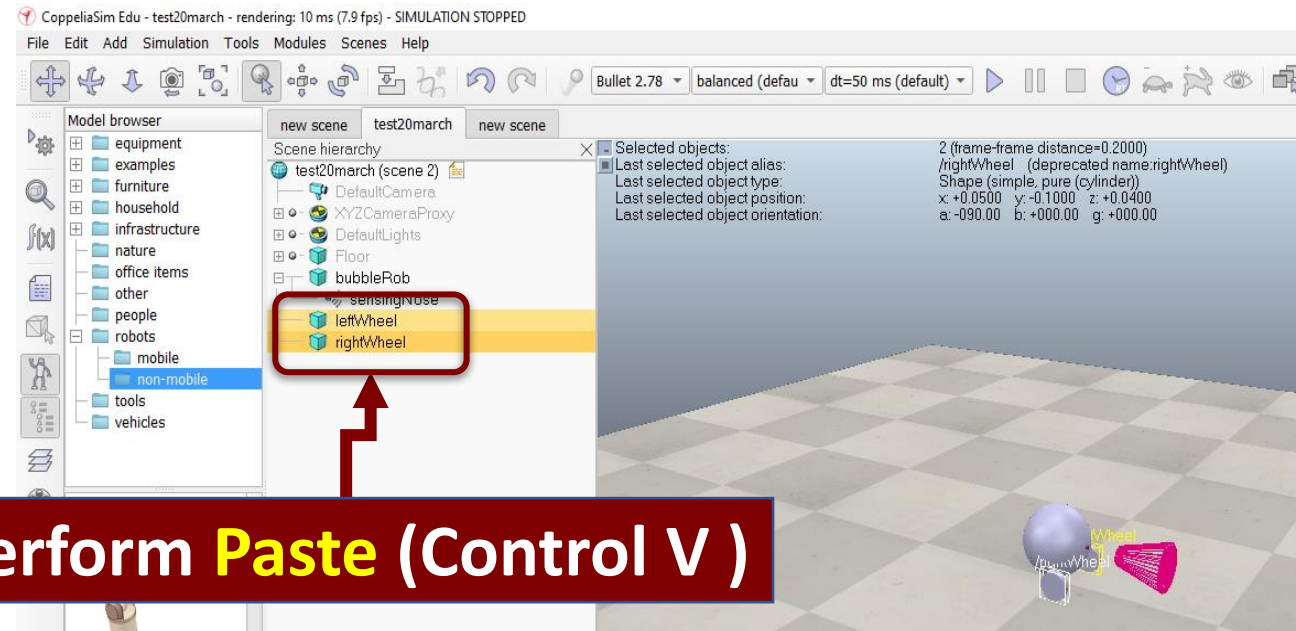 CoppeliaSim Edu - test20march - rendering: 10 ms (7.9 fps) - SIMULATION STOPPED
File Edit Add Simulation Tools Modules Scenes Help
Bullet 2.78 balanced (defau dt=50 ms (default)
Model browser
equipment
examples
furniture
household
infrastructure
nature
office items
other
people
robots
mobile
non-mobile
tools
vehicles
f(x)
new scene test20march new scene
Scene hierarchy
test20march (scene 2)
DefaultCamera
XYZCameraProxy
DefaultLights
Floor
bubbleRob
sensingNose
leftWheel
rightWheel
Selected objects: 2 (frame-frame distance=0.2000)
Last selected object alias: /rightWheel (deprecated name:rightWheel)
Last selected object type: Shape (simple, pure (cylinder))
Last selected object position: x: +0.0500 y: -0.1000 z: +0.0400
Last selected object orientation: a: -090.00 b: +000.00 g: +000.00
erform Paste (Control V )